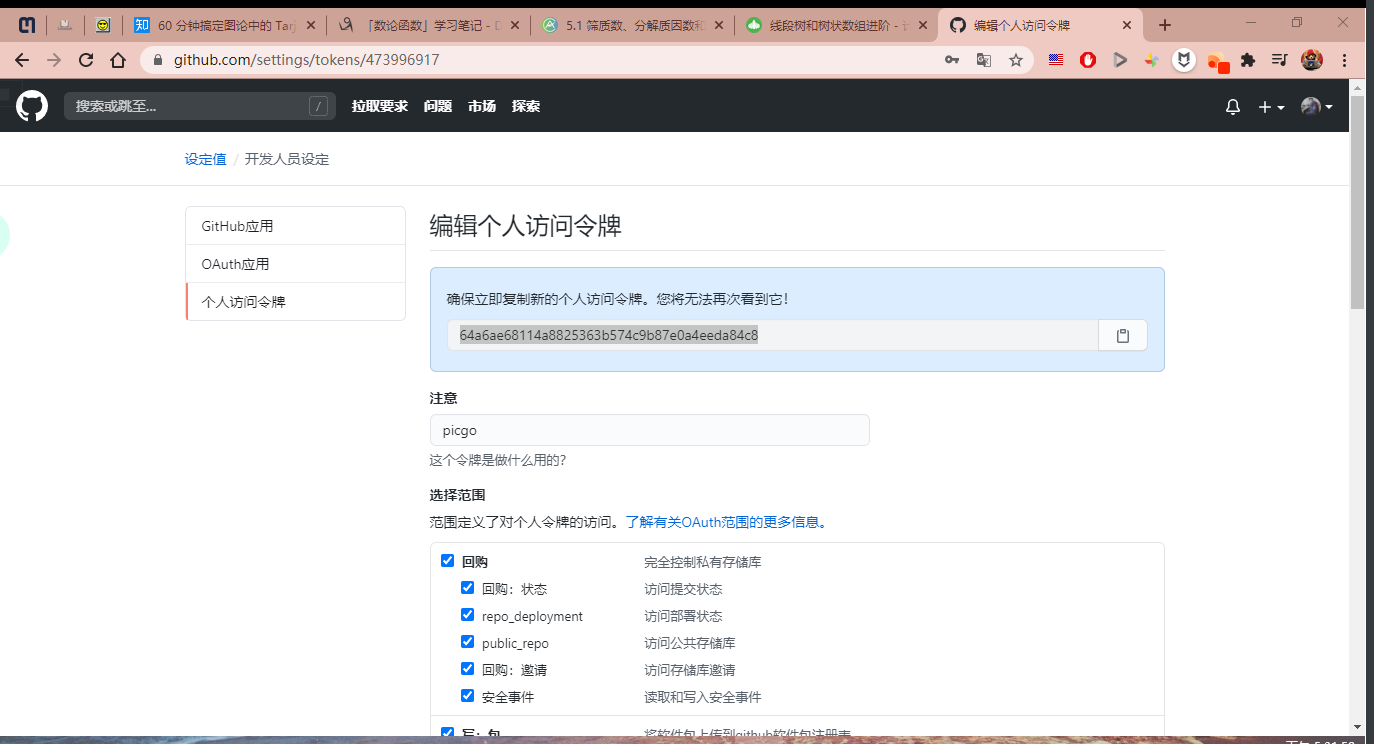 60 分钟搞定图论中的 Tarj
「数论函数」学习笔记 - D
5.1 筛质数、分解质因数和
线段树和树状数组进阶 - 
编辑个人访问令牌
github.com/settings/tokens/473996917
搜索或跳至...
/
拉取要求 问题 市场 探索
设定值 / 开发人员设定
GitHub应用
OAuth应用
个人访问令牌
编辑个人访问令牌
确保立即复制新的个人访问令牌。您将无法再次看到它！
64a6ae68114a8825363b574c9b87e0a4eeda84c8
注意
picgo
这个令牌是做什么用的？
选择范围
范围定义了对个人令牌的访问。了解有关OAuth范围的更多信息。
回购 完全控制私有存储库
回购：状态 访问提交状态
repo_deployment 访问部署状态
public_repo 访问公共存储库
回购：邀请 访问存储库邀请
安全事件 读取和写入安全事件
写：包 将软件包上传到github软件包注册表